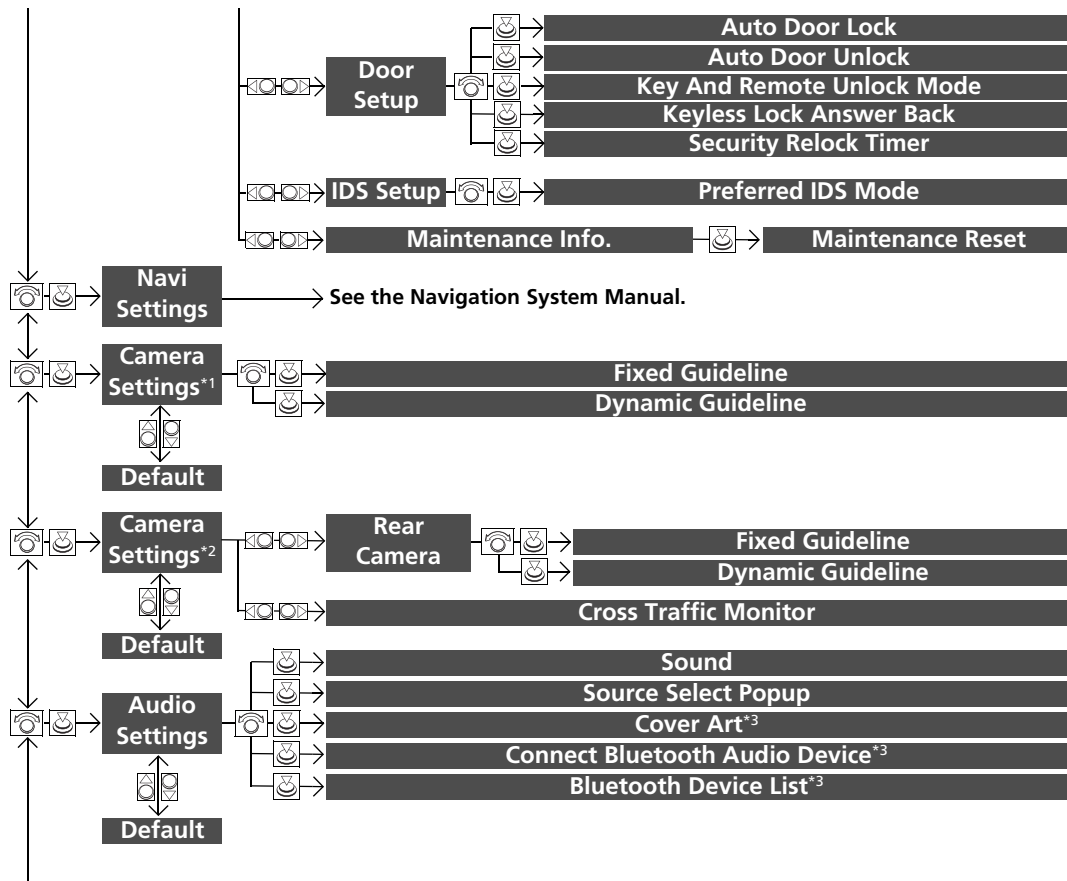 Door
Setup
Auto Door Lock
Auto Door Unlock
Key And Remote Unlock Mode
Keyless Lock Answer Back
Security Relock Timer
IDS Setup
Preferred IDS Mode
Maintenance Info.
Maintenance Reset
Navi
Settings
See the Navigation System Manual.
Camera
Settings*1
Fixed Guideline
Dynamic Guideline
Default
Camera
Settings*2
Rear
Camera
Fixed Guideline
Dynamic Guideline
Cross Traffic Monitor
Default
Audio
Settings
Sound
Source Select Popup
Cover Art*3
Connect Bluetooth Audio Device*3
Bluetooth Device List*3
Default